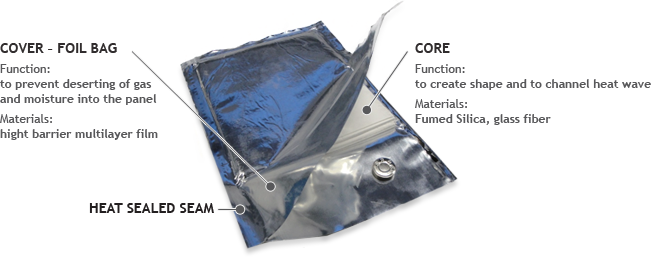 COVER – FOIL BAG
Function:
to prevent deserting of gas
and moisture into the panel
Materials:
hight barrier multilayer film
HEAT SEALED SEAM
CORE
Function:
to create shape and to channel heat wave
Materials:
Fumed Silica, glass fiber